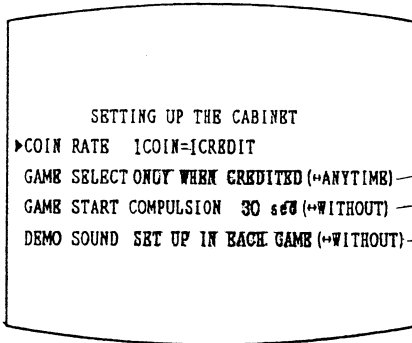 SETTING UP THE CABINET
▶COIN RATE 1COIN=1CREDIT
GAME SELECT ONLY WHEN CREDITED (↔ANYTIME)
GAME START COMPULSION 30 sec (↔WITHOUT)
DEMO SOUND SET UP IN EACH GAME (↔WITHOUT)